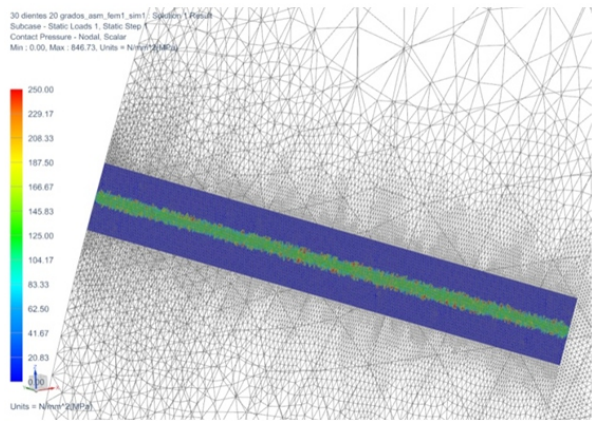 30 dientes 20 grados_asm_fem1_sim1 : Solution 1 Result
Subcase - Static Loads 1, Static Step 1
Contact Pressure - Nodal, Scalar
Min : 0.00, Max : 846.73, Units = N/mm^2(MPa)
250.00
229.17
208.33
187.50
166.67
145.83
125.00
104.17
83.33
62.50
41.67
20.83
0.00
Units = N/mm^2(MPa)